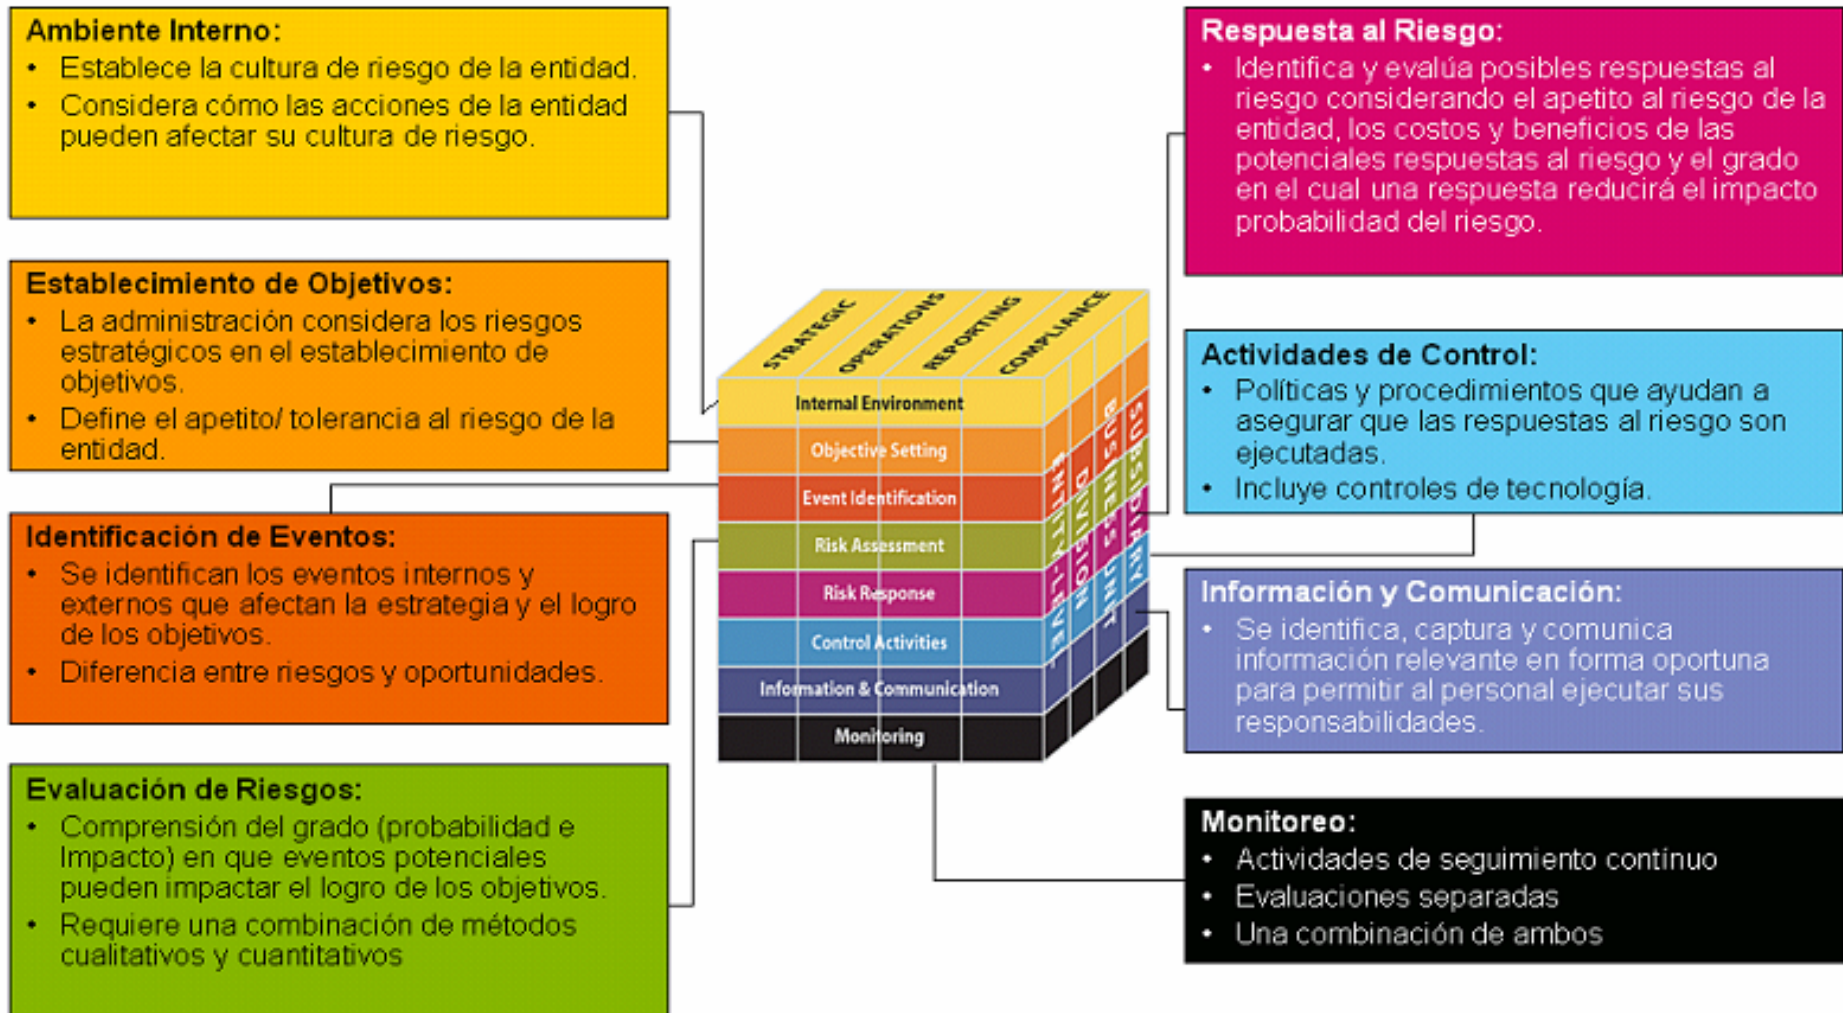 Ambiente Interno:
• Establece la cultura de riesgo de la entidad.
• Considera cómo las acciones de la entidad
pueden afectar su cultura de riesgo.
Establecimiento de Objetivos:
• La administración considera los riesgos
estratégicos en el establecimiento de
objetivos.
• Define el apetito/ tolerancia al riesgo de la
entidad.
Identificación de Eventos:
• Se identifican los eventos internos y
externos que afectan la estrategia y el logro
de los objetivos.
• Diferencia entre riesgos y oportunidades.
Evaluación de Riesgos:
• Comprensión del grado (probabilidad e
Impacto) en que eventos potenciales
pueden impactar el logro de los objetivos.
• Requiere una combinación de métodos
cualitativos y cuantitativos
STRATEGIC
OPERATIONS
REPORTING
COMPLIANCE
Internal Environment
Objective Setting
Event Identification
Risk Assessment
Risk Response
Control Activities
Information & Communication
Monitoring
ENTITY-LEVEL
DIVISION
BUSINESS UNIT
SUBSIDIARY
Respuesta al Riesgo:
• Identifica y evalúa posibles respuestas al
riesgo considerando el apetito al riesgo de la
entidad, los costos y beneficios de las
potenciales respuestas al riesgo y el grado
en el cual una respuesta reducirá el impacto
probabilidad del riesgo.
Actividades de Control:
• Políticas y procedimientos que ayudan a
asegurar que las respuestas al riesgo son
ejecutadas.
• Incluye controles de tecnología.
Información y Comunicación:
• Se identifica, captura y comunica
información relevante en forma oportuna
para permitir al personal ejecutar sus
responsabilidades.
Monitoreo:
• Actividades de seguimiento contínuo
• Evaluaciones separadas
• Una combinación de ambos